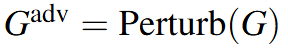 G^adv = Perturb(G)